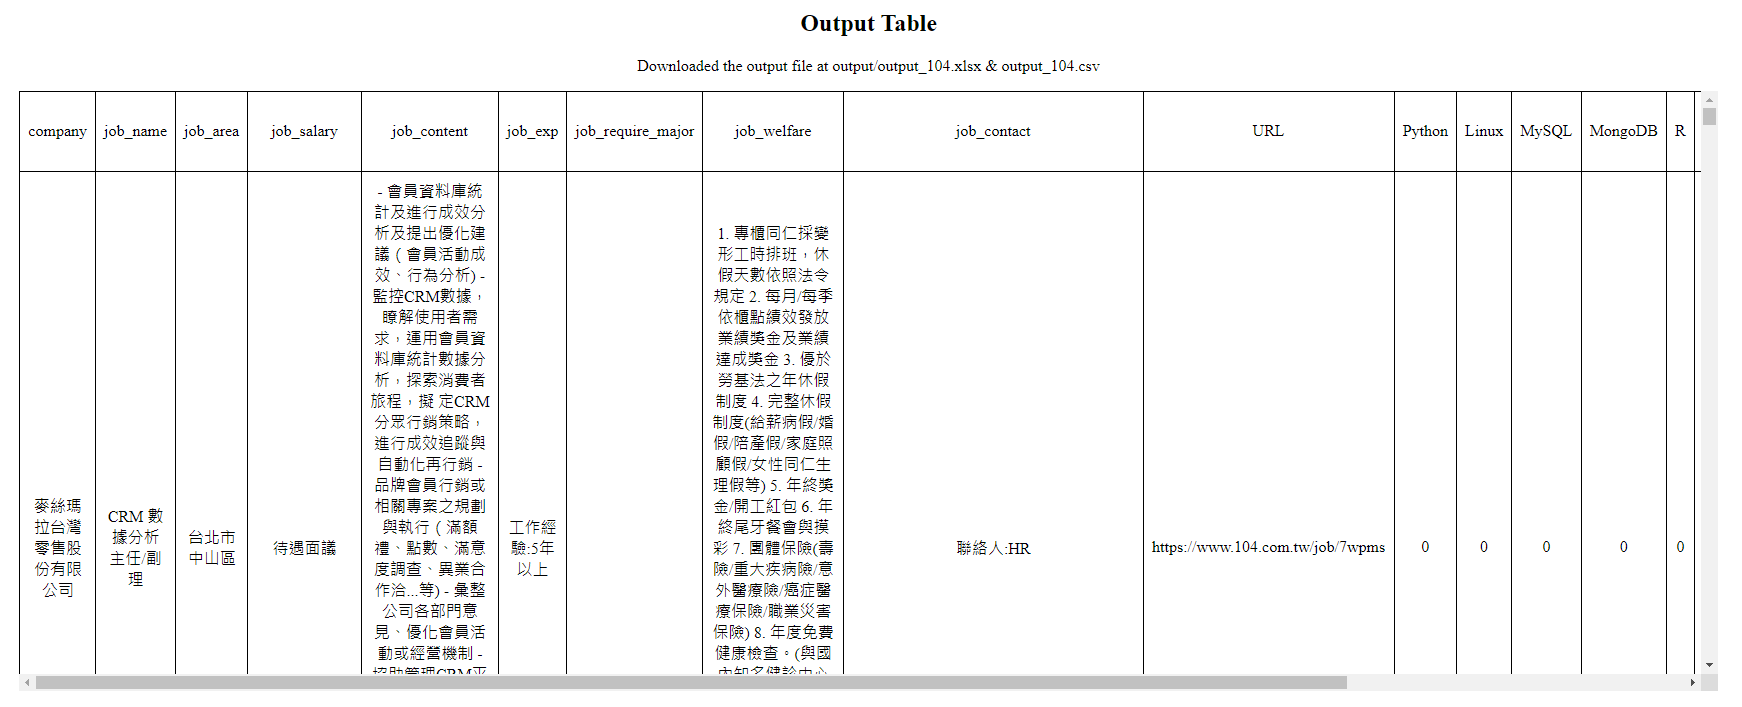 Output Table
Downloaded the output file at output/output_104.xlsx & output_104.csv
company
job_name
job_area
job_salary
job_content
job_exp
job_require_major
job_welfare
job_contact
URL
Python
Linux
MySQL
MongoDB
R
麥絲瑪
拉台灣
零售股
份有限
公司
CRM 數
據分析
主任/副
理
台北市
中山區
待遇面議
- 會員資料庫統
計及進行成效分
析及提出優化建
議（會員活動成
效、行為分析) -
監控CRM數據，
瞭解使用者需
求，運用會員資
料庫統計數據分
析，探索消費者
旅程，擬 定CRM
分眾行銷策略，
進行成效追蹤與
自動化再行銷 -
品牌會員行銷或
相關專案之規劃
與執行（滿額
禮、點數、滿意
度調查、異業合
作洽...等) - 彙整
公司各部門意
見、優化會員活
動或經營機制 -
協助管理CRM平
工作經
驗:5年
以上
1. 專櫃同仁採變
形工時排班，休
假天數依照法令
規定 2. 每月/每季
依櫃點績效發放
業績獎金及業績
達成獎金 3. 優於
勞基法之年休假
制度 4. 完整休假
制度(給薪病假/婚
假/陪產假/家庭照
顧假/女性同仁生
理假等) 5. 年終獎
金/開工紅包 6. 年
終尾牙餐會與摸
彩 7. 團體保險(壽
險/重大疾病險/意
外醫療險/癌症醫
療保險/職業災害
保險) 8. 年度免費
健康檢查。(與國
內知名健診中心
聯絡人:HR
https://www.104.com.tw/job/7wpms
0
0
0
0
0